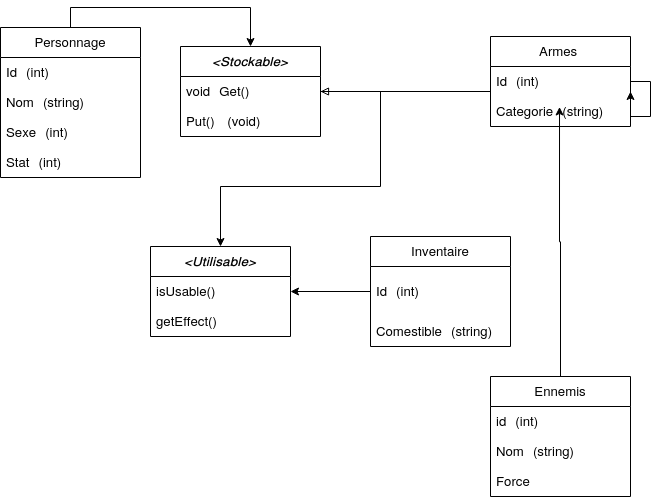 Personnage
Id (int)
Nom (string)
Sexe (int)
Stat (int)
<Stockable>
void Get()
Put() (void)
Armes
Id (int)
Categorie (string)
<Utilisable>
isUsable()
getEffect()
Inventaire
Id (int)
Comestible (string)
Ennemis
id (int)
Nom (string)
Force